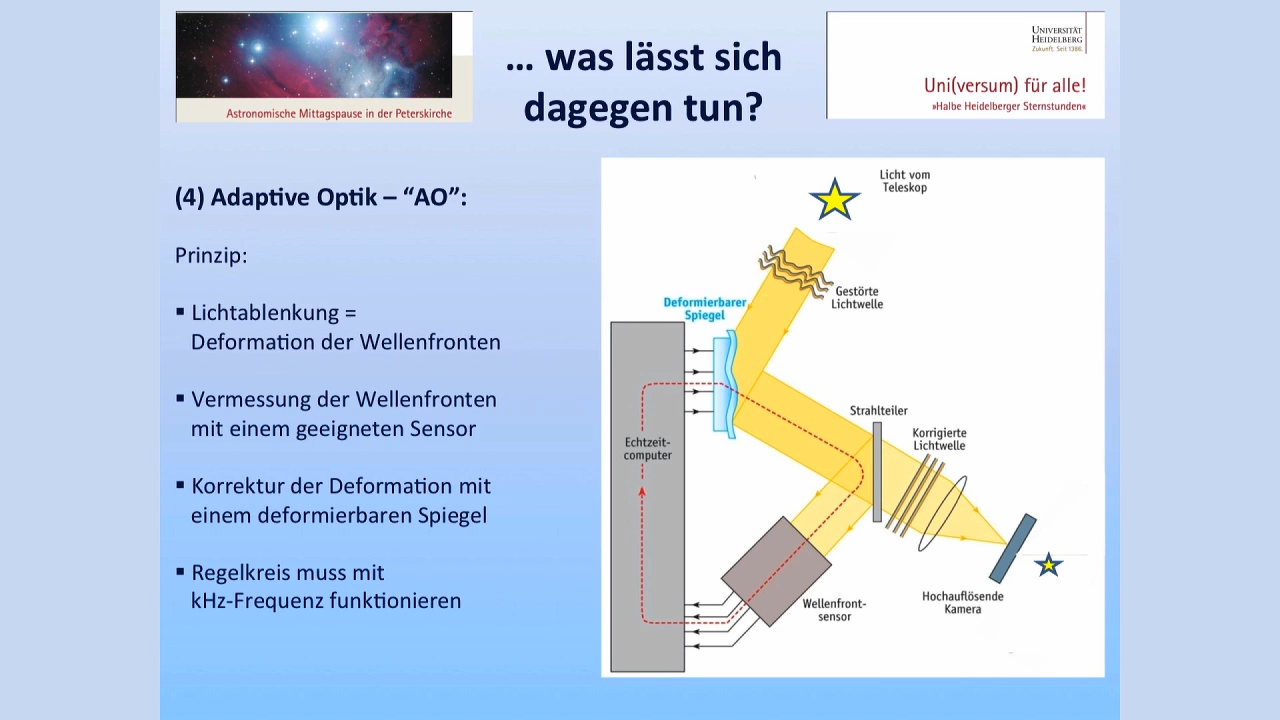 Astronomische Mittagspause in der Peterskirche
… was lässt sich
dagegen tun?
UNIVERSITÄT
HEIDELBERG
Zukunft. Seit 1386.
Uni(versum) für alle!
»Halbe Heidelberger Sternstunden«
(4) Adaptive Optik – “AO”:
Prinzip:
▪ Lichtablenkung =
Deformation der Wellenfronten
▪ Vermessung der Wellenfronten
mit einem geeigneten Sensor
▪ Korrektur der Deformation mit
einem deformierbaren Spiegel
▪ Regelkreis muss mit
kHz-Frequenz funktionieren
Licht vom
Teleskop
Gestörte
Lichtwelle
Deformierbarer
Spiegel
Strahlteiler
Korrigierte
Lichtwelle
Echtzeit-
computer
Hochauflösende
Kamera
Wellenfront-
sensor